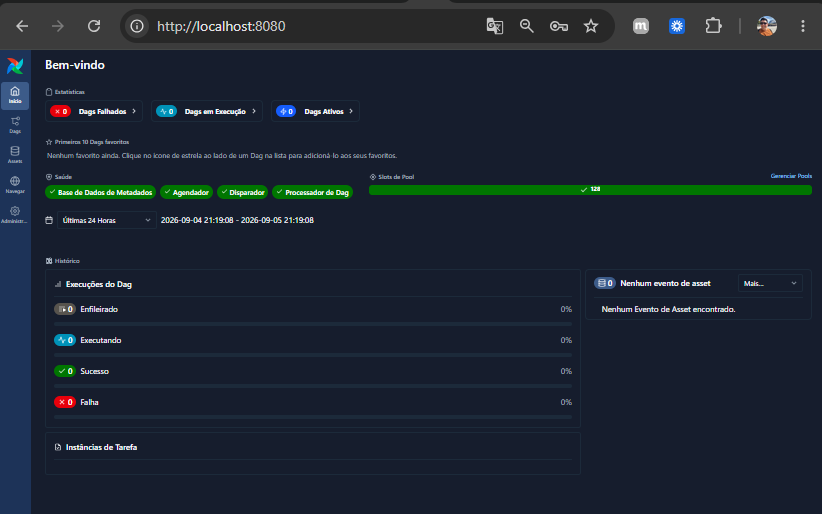 http://localhost:8080
Bem-vindo
Início
Dags
Assets
Navegar
Administr...
Estatísticas
0 Dags Falhados
0 Dags em Execução
0 Dags Ativos
Primeiros 10 Dags favoritos
Nenhum favorito ainda. Clique no ícone de estrela ao lado de um Dag na lista para adicioná-lo aos seus favoritos.
Saúde
Base de Dados de Metadados
Agendador
Disparador
Processador de Dag
Slots de Pool
Gerenciar Pools
128
Últimas 24 Horas
2026-09-04 21:19:08 - 2026-09-05 21:19:08
Histórico
Execuções do Dag
0 Enfileirado 0%
0 Executando 0%
0 Sucesso 0%
0 Falha 0%
Instâncias de Tarefa
0 Nenhum evento de asset
Mais...
Nenhum Evento de Asset encontrado.